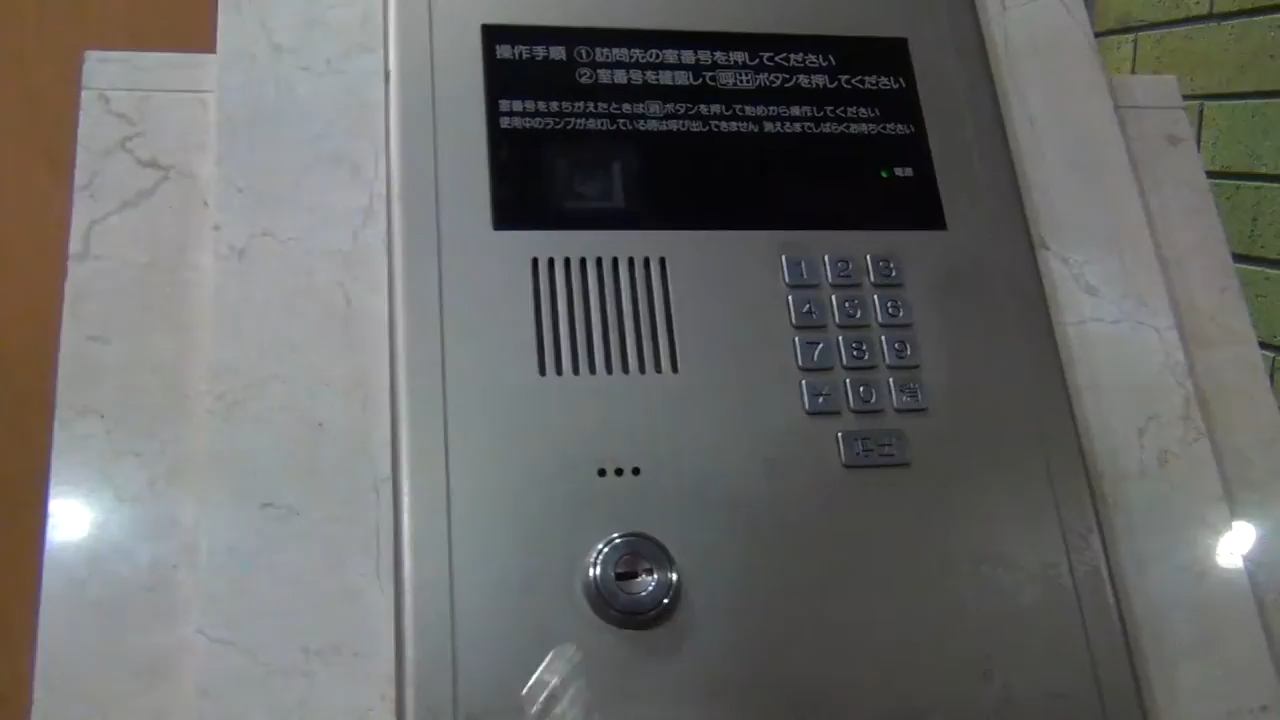 操作手順 ①訪問先の室番号を押してください
②室番号を確認して呼出ボタンを押してください
室番号をまちがえたときは消ボタンを押して始めから操作してください
使用中のランプが点灯している時は呼び出しできません 消えるまでしばらくお待ちください
電源
1 2 3
4 5 6
7 8 9
* 0 消
呼出